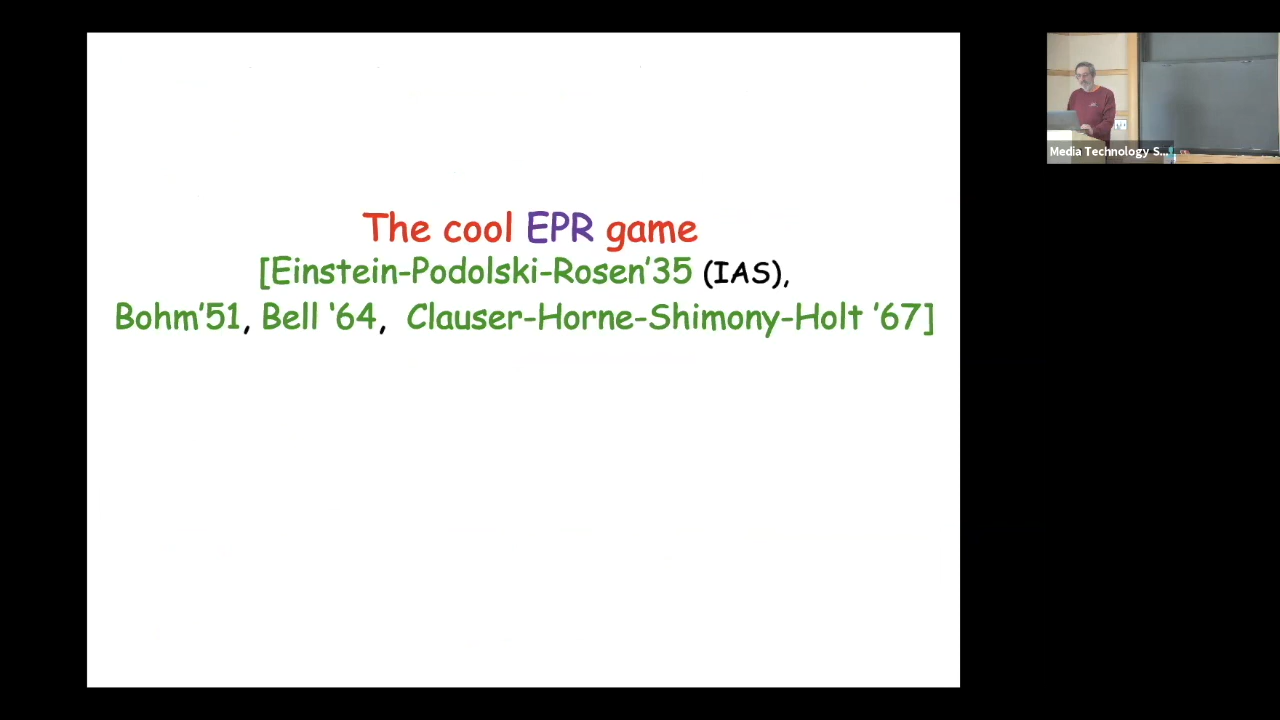 The cool EPR game
[Einstein-Podolski-Rosen’35 (IAS),
Bohm’51, Bell ‘64, Clauser-Horne-Shimony-Holt ’67]
Media Technology S...